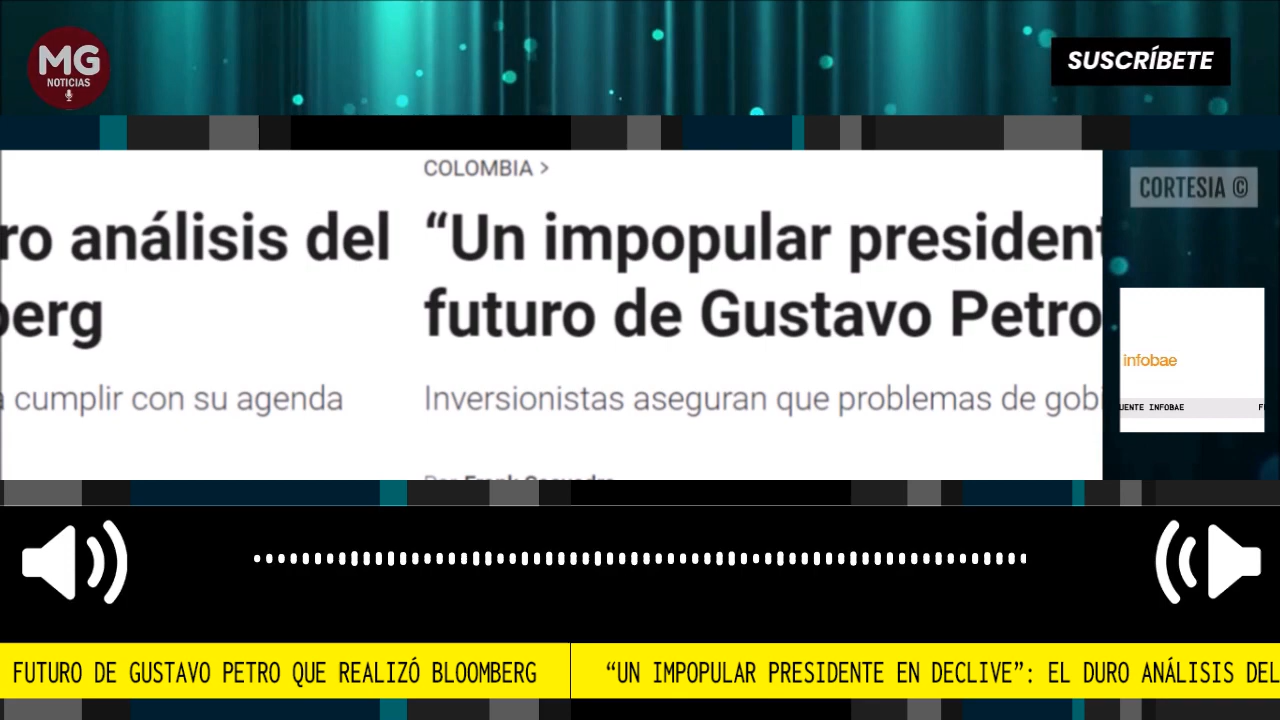 MG
NOTICIAS
SUSCRÍBETE
COLOMBIA >
ro análisis del
“Un impopular president
berg
futuro de Gustavo Petro
a cumplir con su agenda
Inversionistas aseguran que problemas de gobi
CORTESIA ©
infobae
UENTE INFOBAE
FUTURO DE GUSTAVO PETRO QUE REALIZÓ BLOOMBERG
“UN IMPOPULAR PRESIDENTE EN DECLIVE”: EL DURO ANÁLISIS DEL